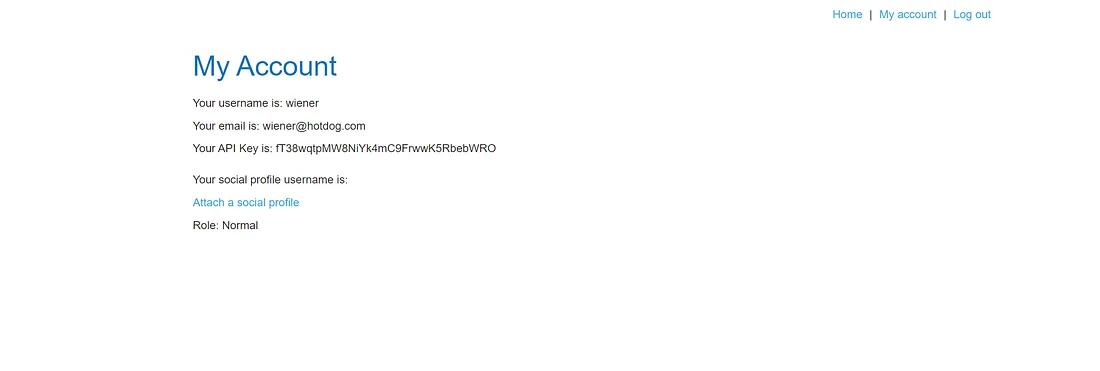 Home | My account | Log out
My Account
Your username is: wiener
Your email is: wiener@hotdog.com
Your API Key is: fT38wqtpMW8NiYk4mC9FrwwK5RbebWRO
Your social profile username is:
Attach a social profile
Role: Normal